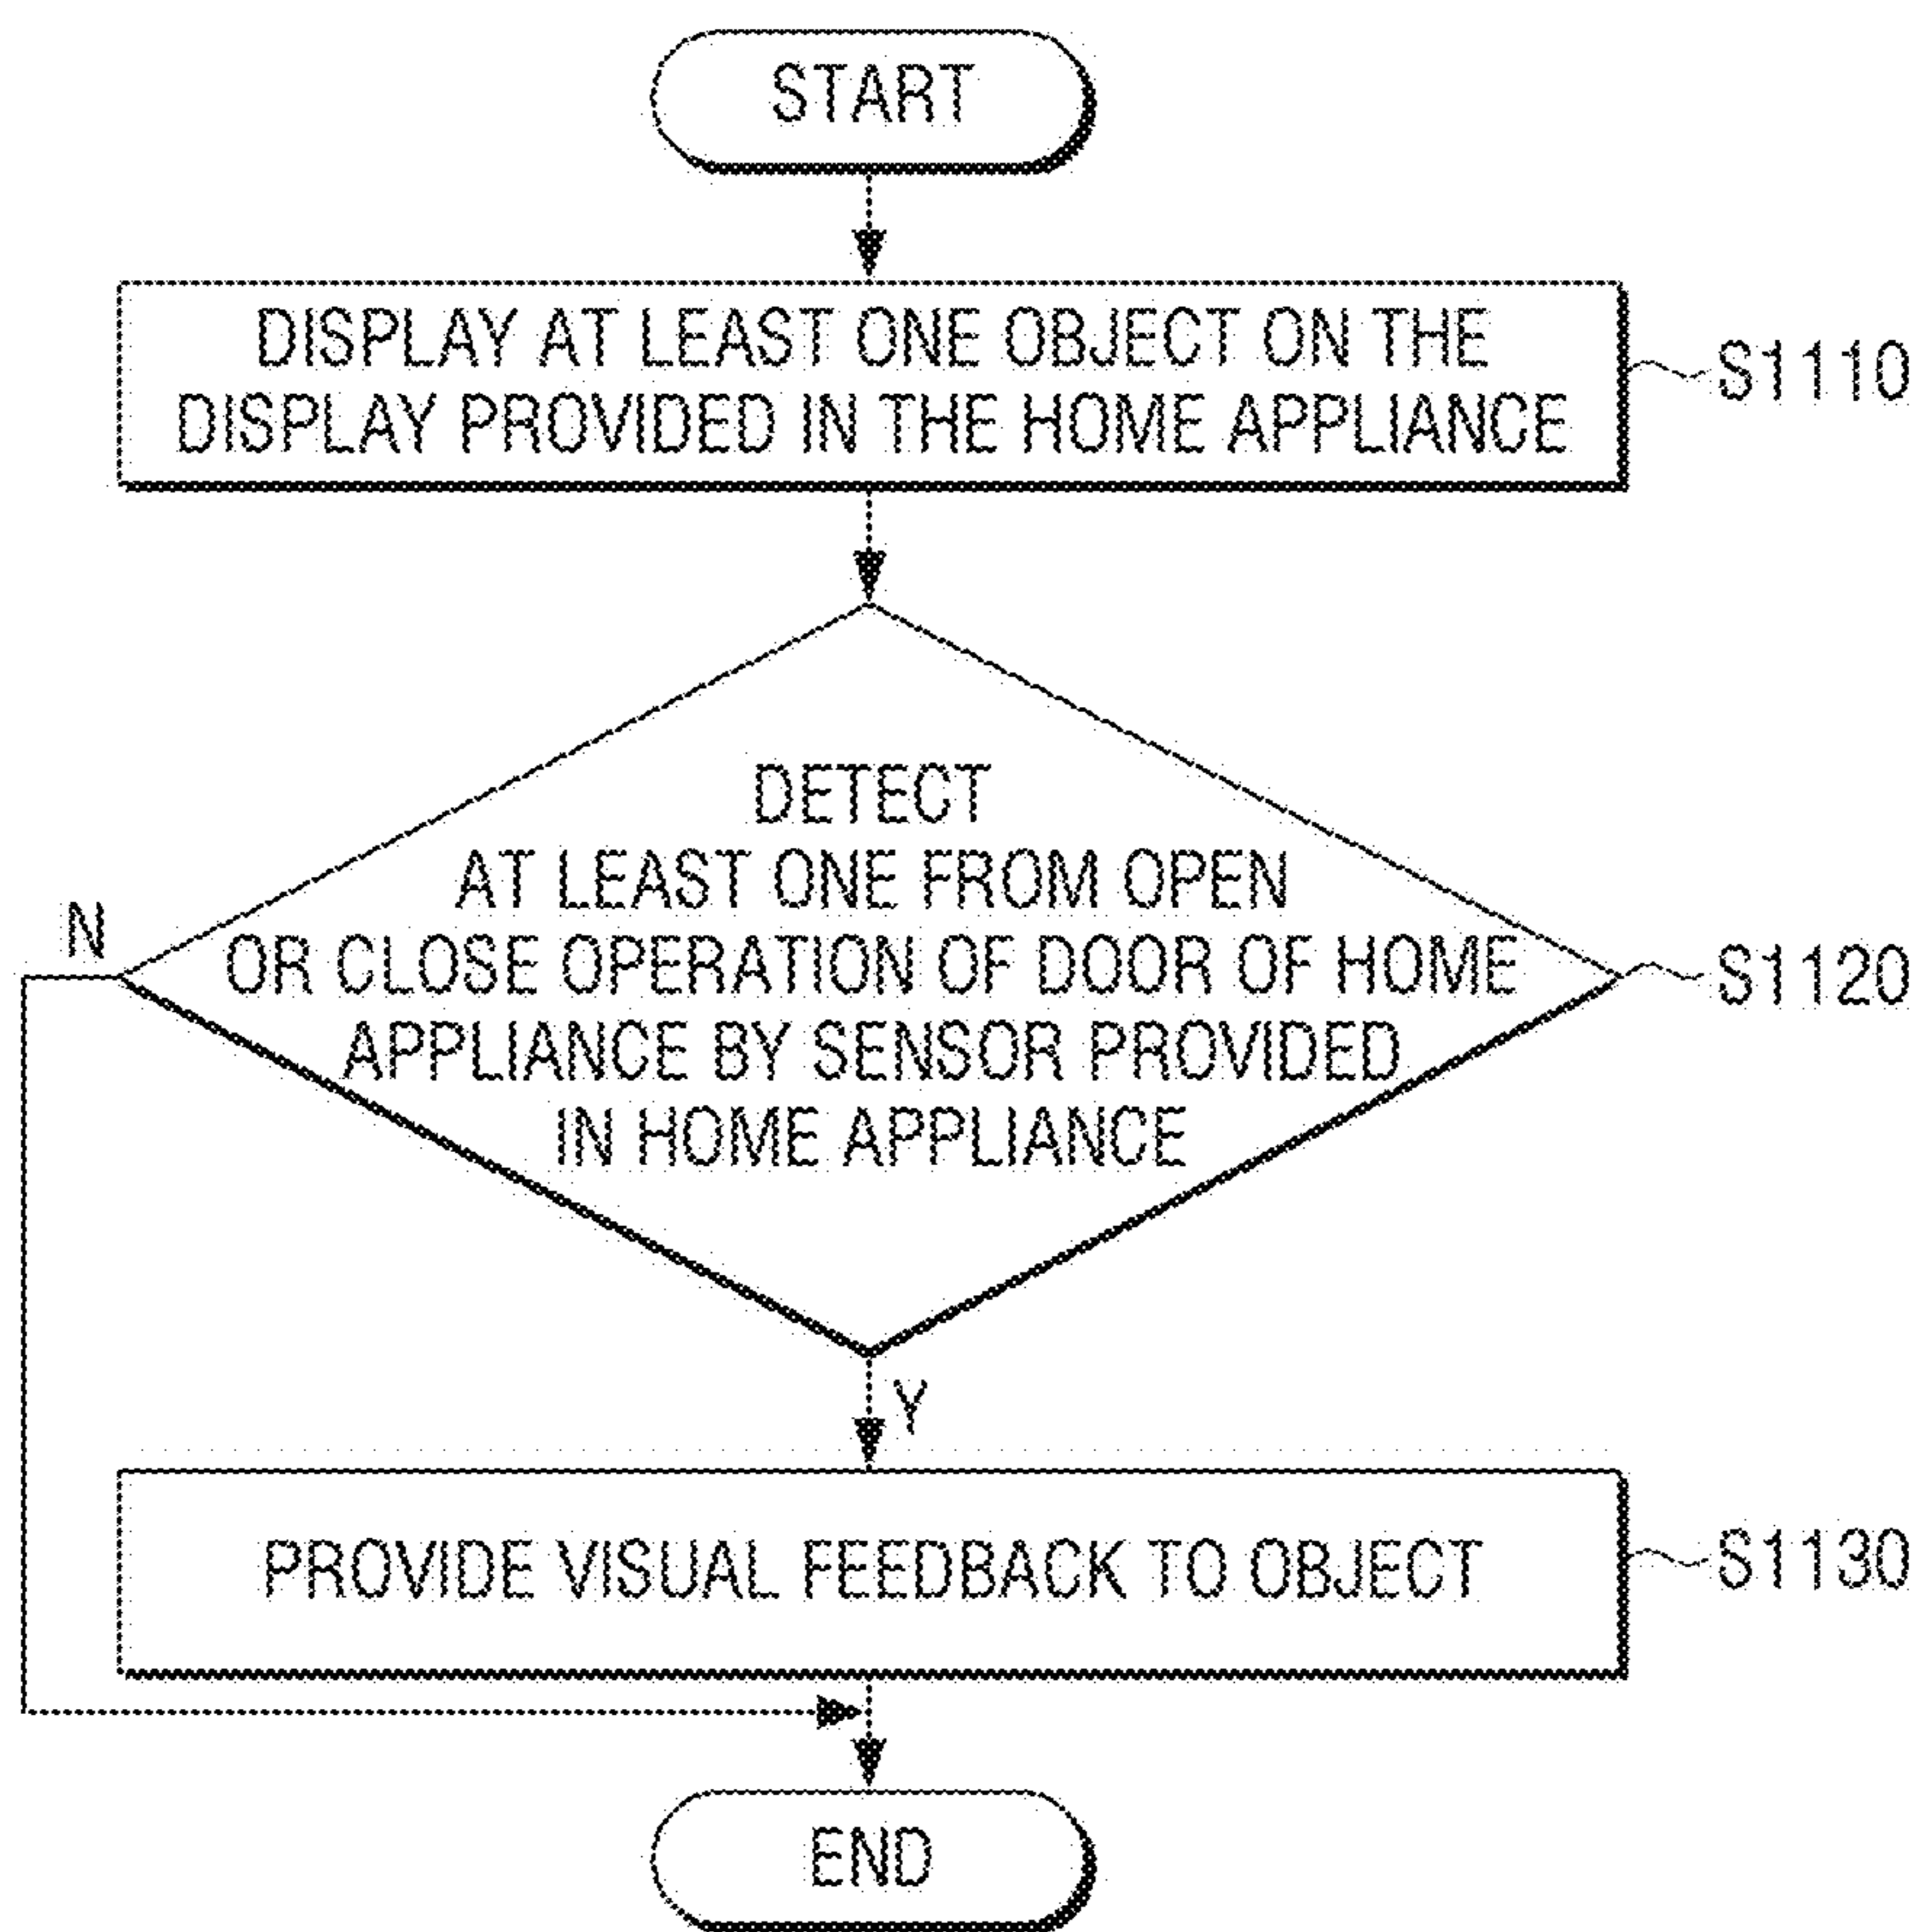 START
DISPLAY AT LEAST ONE OBJECT ON THE
DISPLAY PROVIDED IN THE HOME APPLIANCE
S1110
DETECT
AT LEAST ONE FROM OPEN
OR CLOSE OPERATION OF DOOR OF HOME
APPLIANCE BY SENSOR PROVIDED
IN HOME APPLIANCE
N
S1120
Y
PROVIDE VISUAL FEEDBACK TO OBJECT
S1130
END